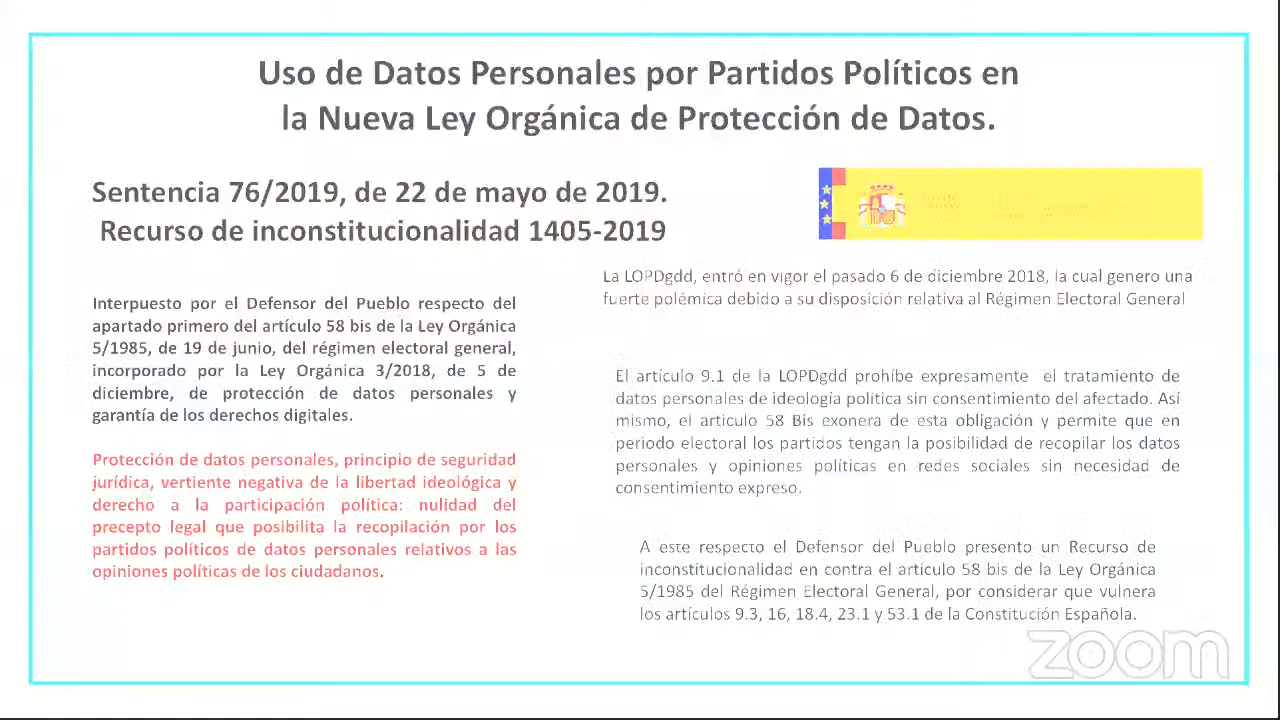 Uso de Datos Personales por Partidos Políticos en
la Nueva Ley Orgánica de Protección de Datos.
Sentencia 76/2019, de 22 de mayo de 2019.
Recurso de inconstitucionalidad 1405-2019
Interpuesto por el Defensor del Pueblo respecto del
apartado primero del artículo 58 bis de la Ley Orgánica
5/1985, de 19 de junio, del régimen electoral general,
incorporado por la Ley Orgánica 3/2018, de 5 de
diciembre, de protección de datos personales y
garantía de los derechos digitales.
Protección de datos personales, principio de seguridad
jurídica, vertiente negativa de la libertad ideológica y
derecho a la participación política: nulidad del
precepto legal que posibilita la recopilación por los
partidos políticos de datos personales relativos a las
opiniones políticas de los ciudadanos.
La LOPDgdd, entró en vigor el pasado 6 de diciembre 2018, la cual genero una
fuerte polémica debido a su disposición relativa al Régimen Electoral General
El artículo 9.1 de la LOPDgdd prohíbe expresamente el tratamiento de
datos personales de ideología política sin consentimiento del afectado. Así
mismo, el artículo 58 Bis exonera de esta obligación y permite que en
periodo electoral los partidos tengan la posibilidad de recopilar los datos
personales y opiniones políticas en redes sociales sin necesidad de
consentimiento expreso.
A este respecto el Defensor del Pueblo presento un Recurso de
inconstitucionalidad en contra el artículo 58 bis de la Ley Orgánica
5/1985 del Régimen Electoral General, por considerar que vulnera
los artículos 9.3, 16, 18.4, 23.1 y 53.1 de la Constitución Española.
zoom